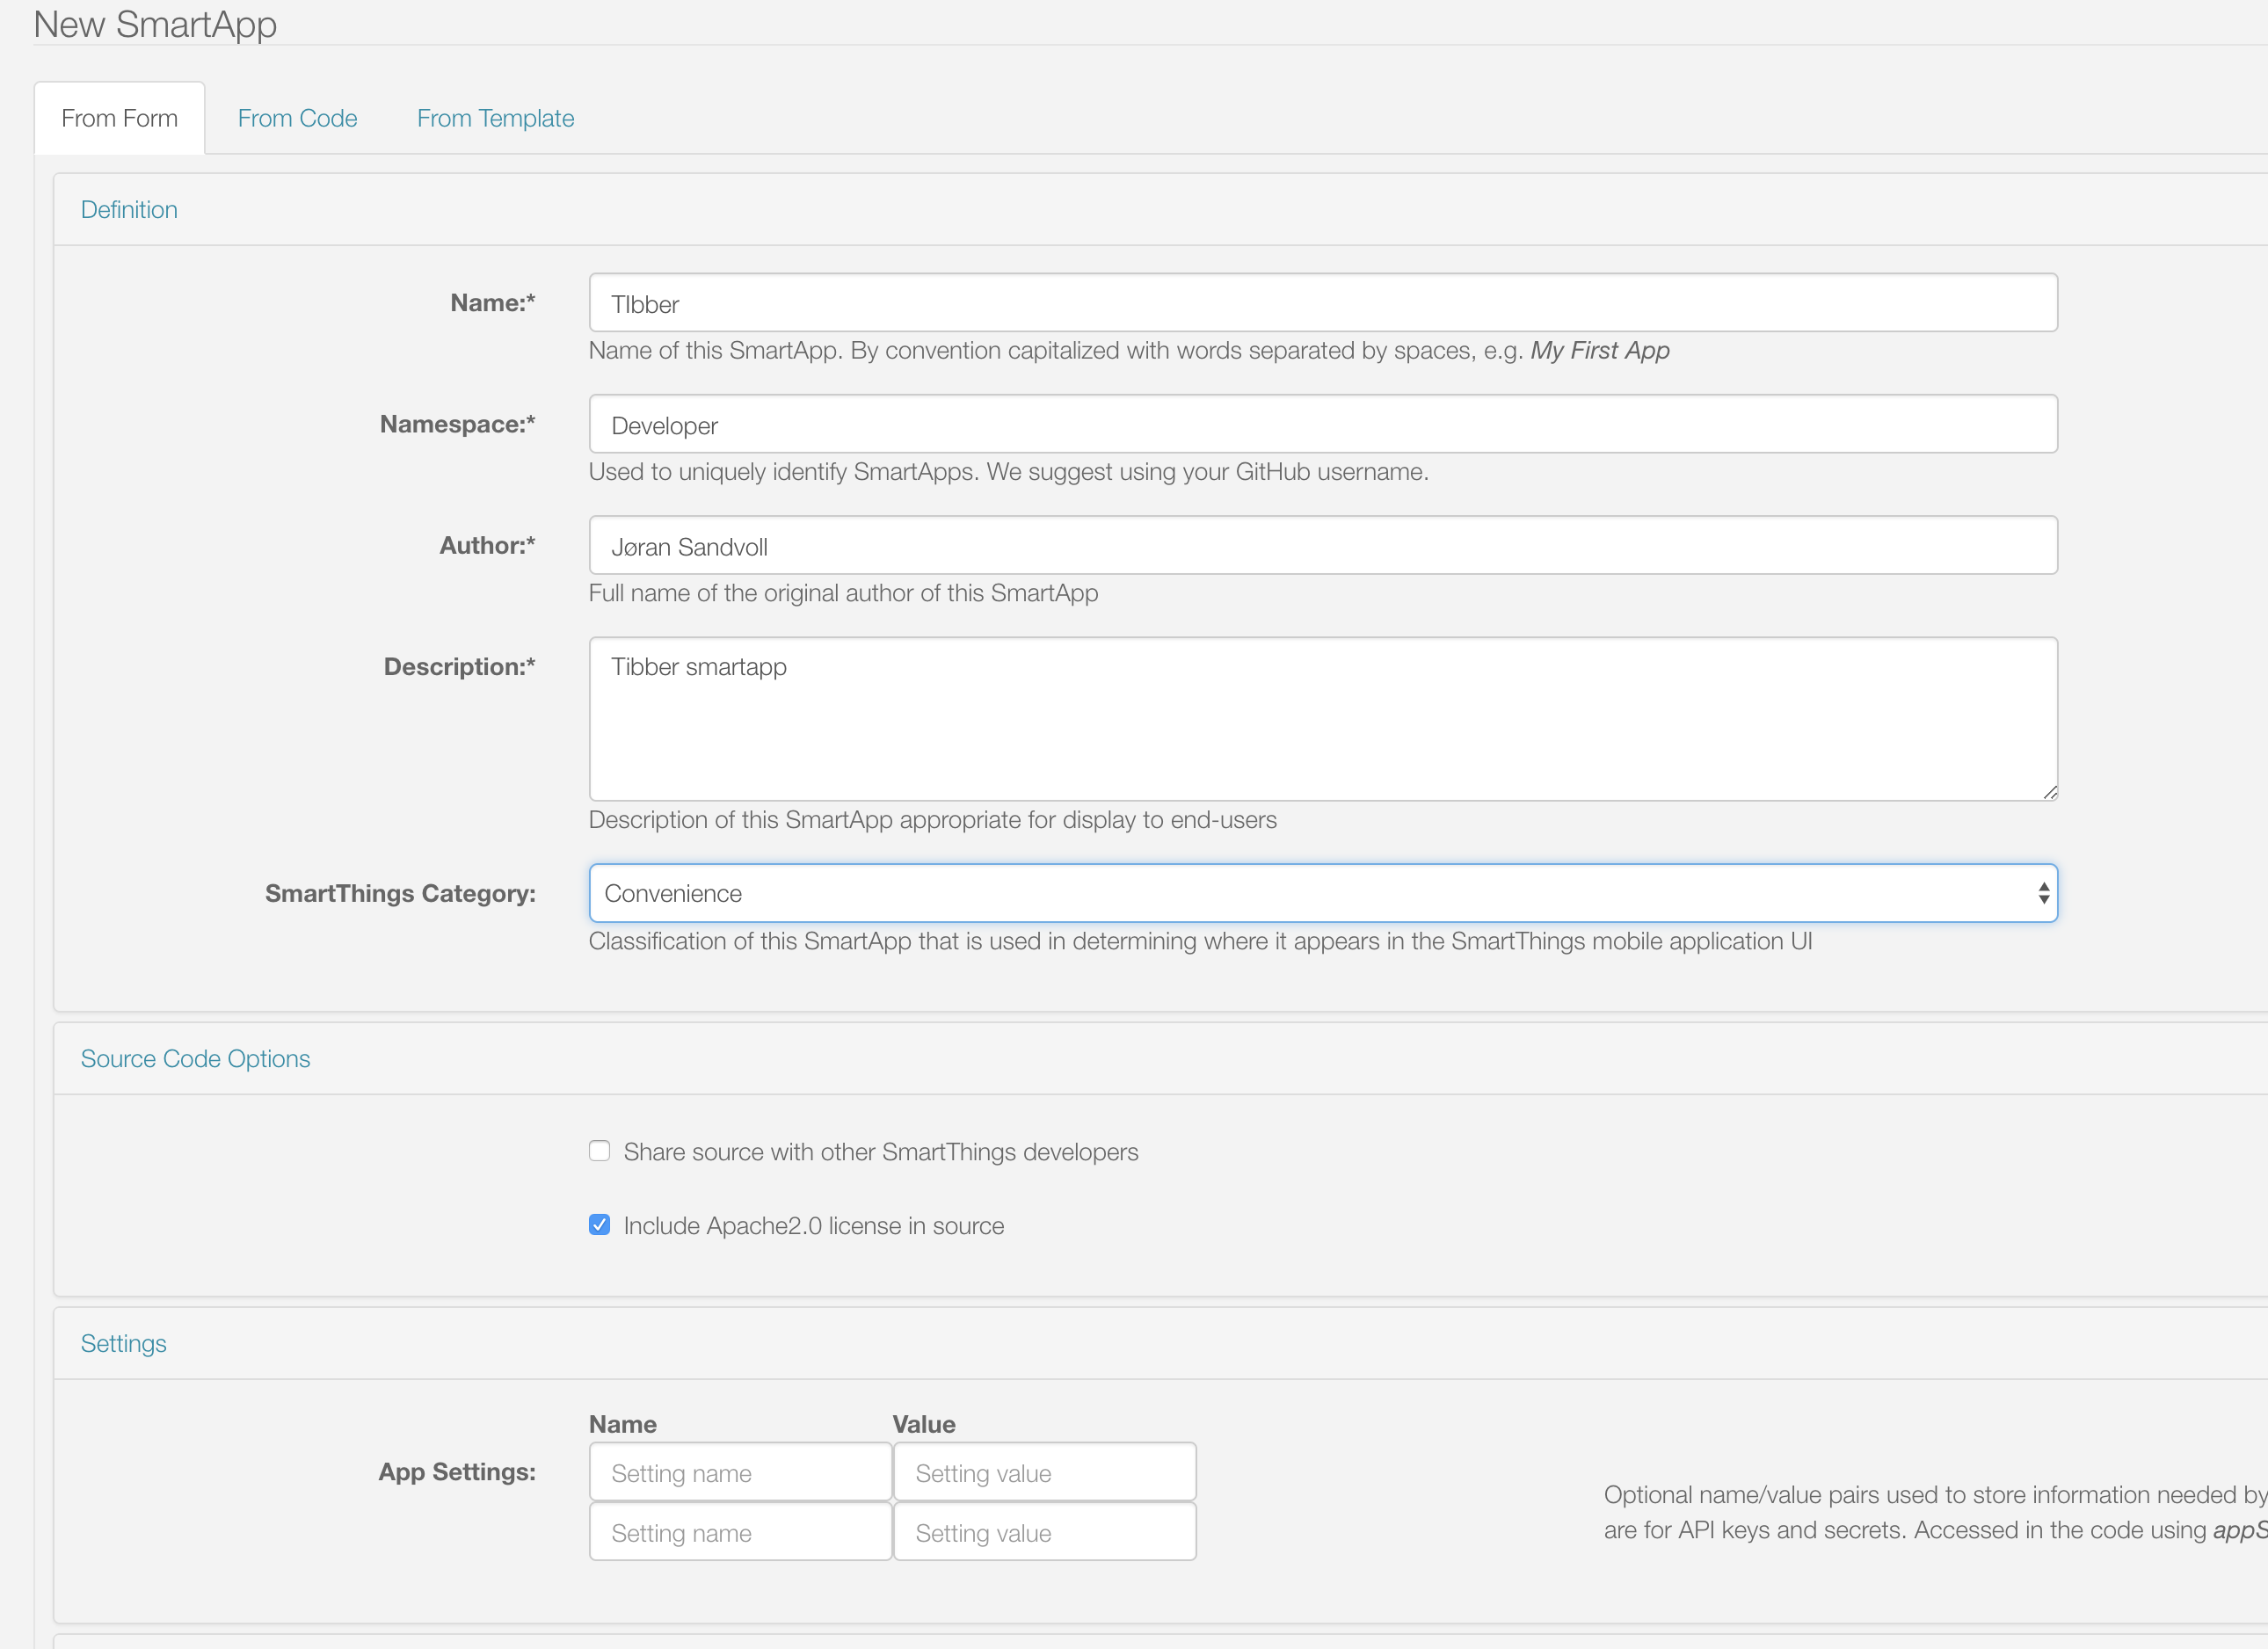 New SmartApp
From Form From Code From Template
Definition
Name:* TIbber
Name of this SmartApp. By convention capitalized with words separated by spaces, e.g. My First App
Namespace:* Developer
Used to uniquely identify SmartApps. We suggest using your GitHub username.
Author:* Jøran Sandvoll
Full name of the original author of this SmartApp
Description:* Tibber smartapp
Description of this SmartApp appropriate for display to end-users
SmartThings Category: Convenience
Classification of this SmartApp that is used in determining where it appears in the SmartThings mobile application UI
Source Code Options
Share source with other SmartThings developers
Include Apache2.0 license in source
Settings
Name Value
App Settings: Setting name Setting value
Setting name Setting value
Optional name/value pairs used to store information needed by
are for API keys and secrets. Accessed in the code using appS